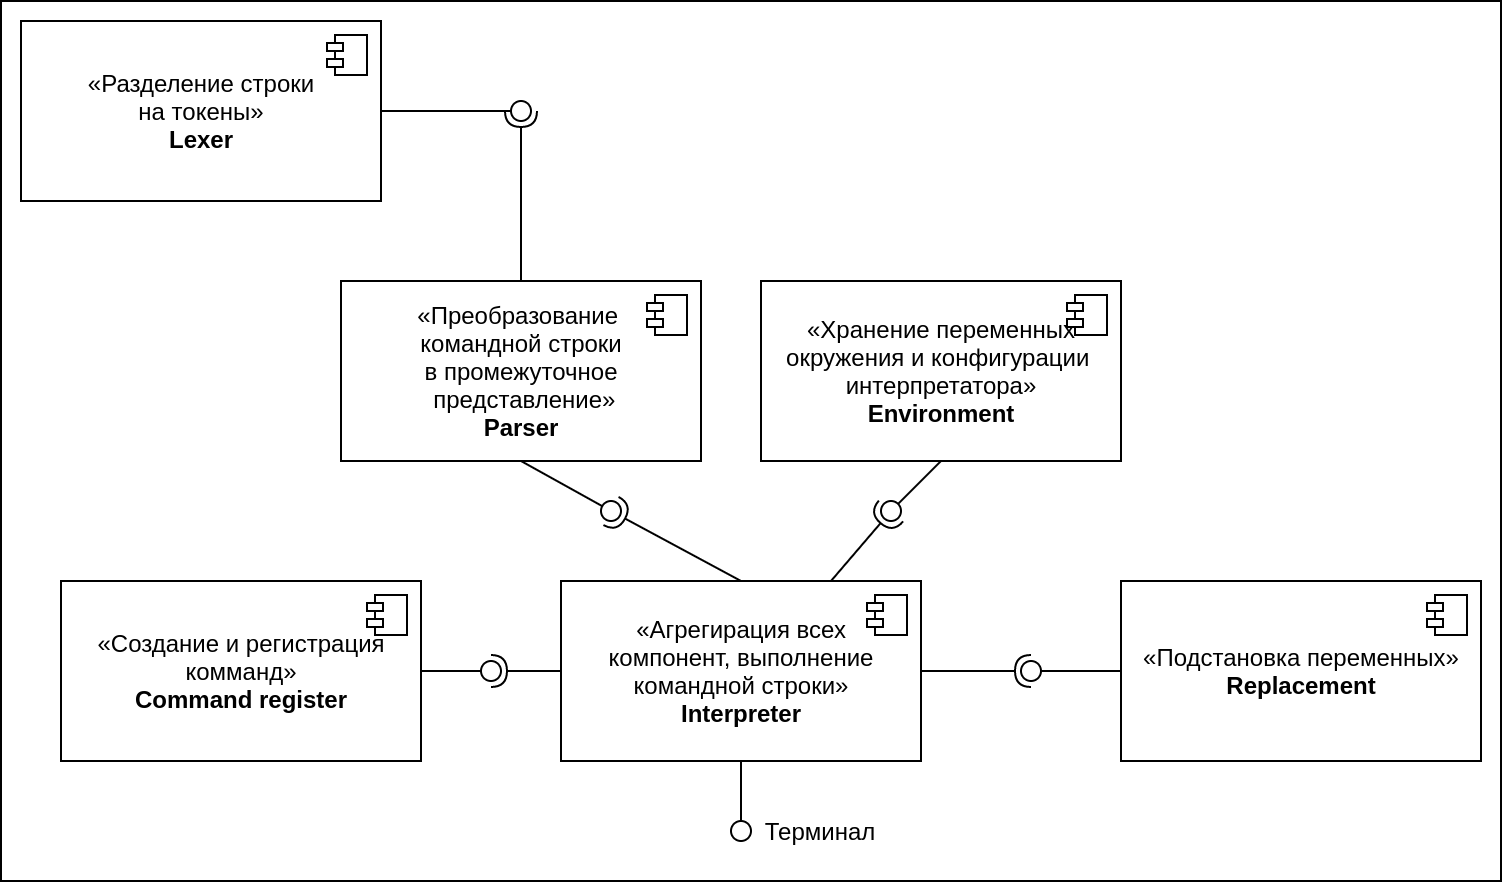 «Разделение строки
на токены»
Lexer
«Преобразование
командной строки
в промежуточное
представление»
Parser
«Хранение переменных
окружения и конфигурации
интерпретатора»
Environment
«Создание и регистрация
комманд»
Command register
«Агрегирация всех
компонент, выполнение
командной строки»
Interpreter
«Подстановка переменных»
Replacement
Терминал